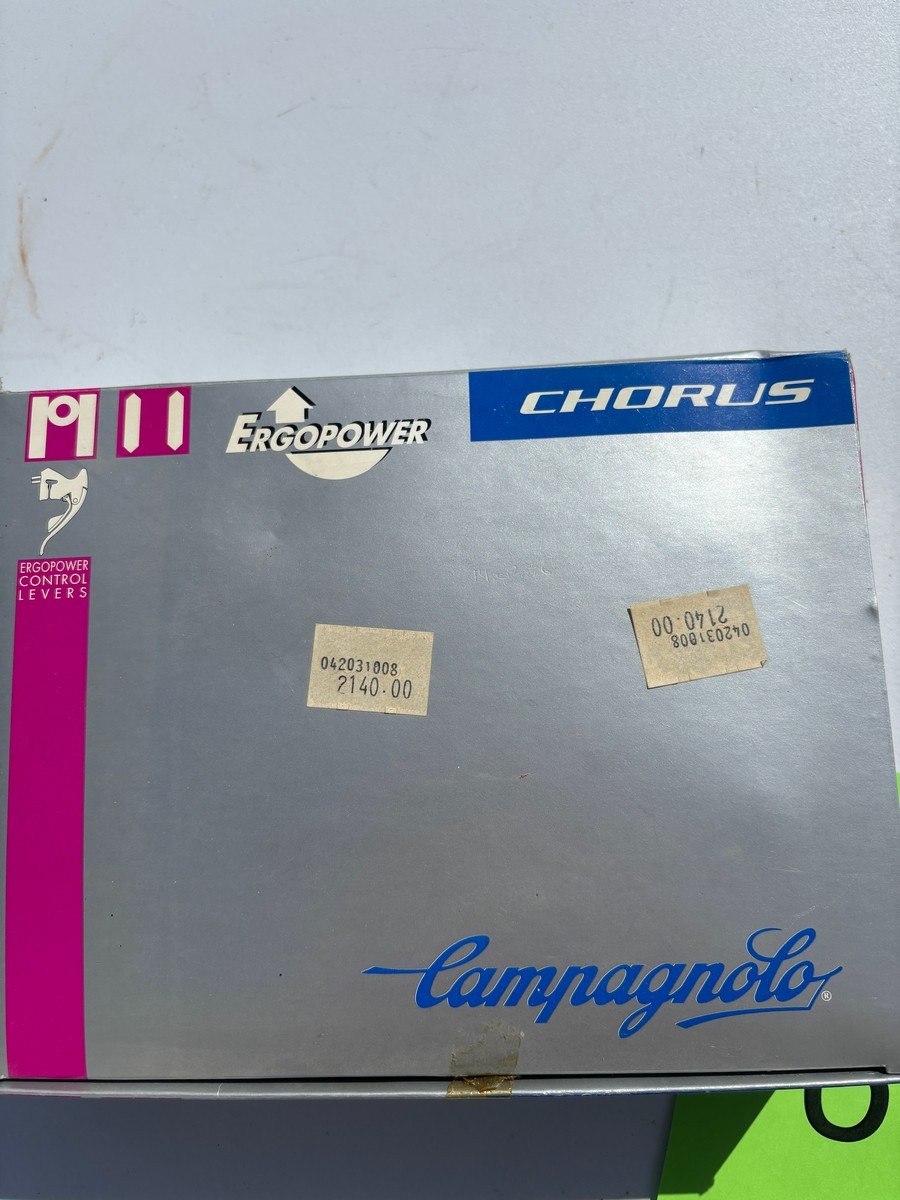 ERGOPOWER
CHORUS
ERGOPOWER
CONTROL
LEVERS
042031008
2140.00
042031008
2140.00
Campagnolo®